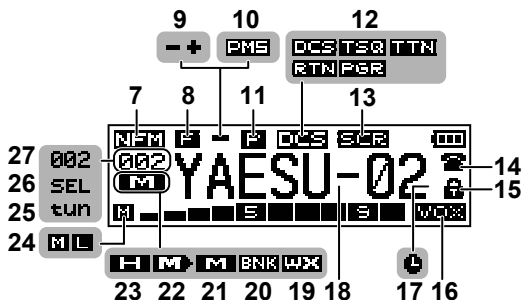 9 10 12
- + PMS DCS TSQ TTN
RTN PGR
7 8 11 13
NFM F - P DCS SCR
27 002 002 YAESU-02 14
26 SEL M 15
25 tun
24 M L M S 9 VOX
H M M BNK WX
23 22 21 20 19 18 17 16